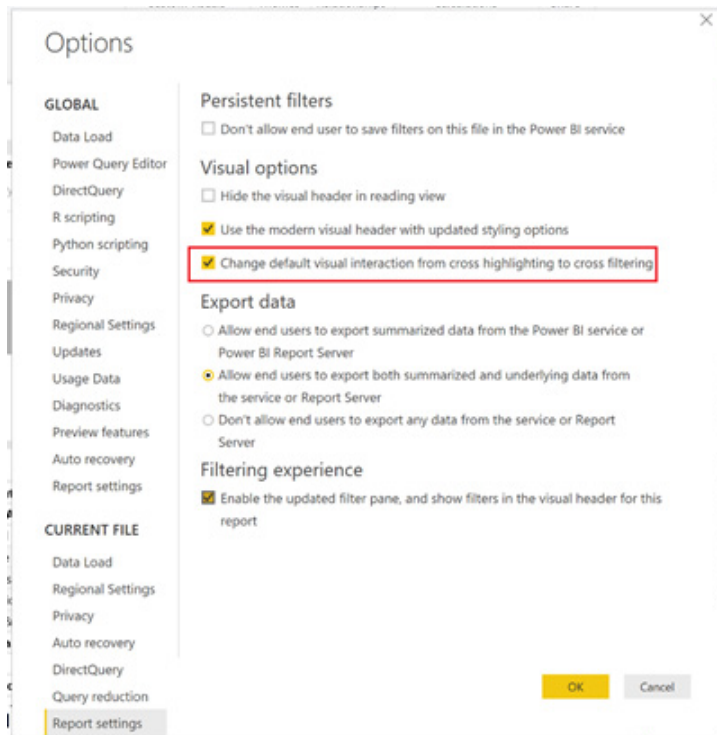 Options
GLOBAL
Data Load
Power Query Editor
DirectQuery
R scripting
Python scripting
Security
Privacy
Regional Settings
Updates
Usage Data
Diagnostics
Preview features
Auto recovery
Report settings
CURRENT FILE
Data Load
Regional Settings
Privacy
Auto recovery
DirectQuery
Query reduction
Report settings
Persistent filters
Don't allow end user to save filters on this file in the Power BI service
Visual options
Hide the visual header in reading view
Use the modern visual header with updated styling options
Change default visual interaction from cross highlighting to cross filtering
Export data
Allow end users to export summarized data from the Power BI service or
Power BI Report Server
Allow end users to export both summarized and underlying data from
the service or Report Server
Don't allow end users to export any data from the service or Report
Server
Filtering experience
Enable the updated filter pane, and show filters in the visual header for this
report
OK
Cancel